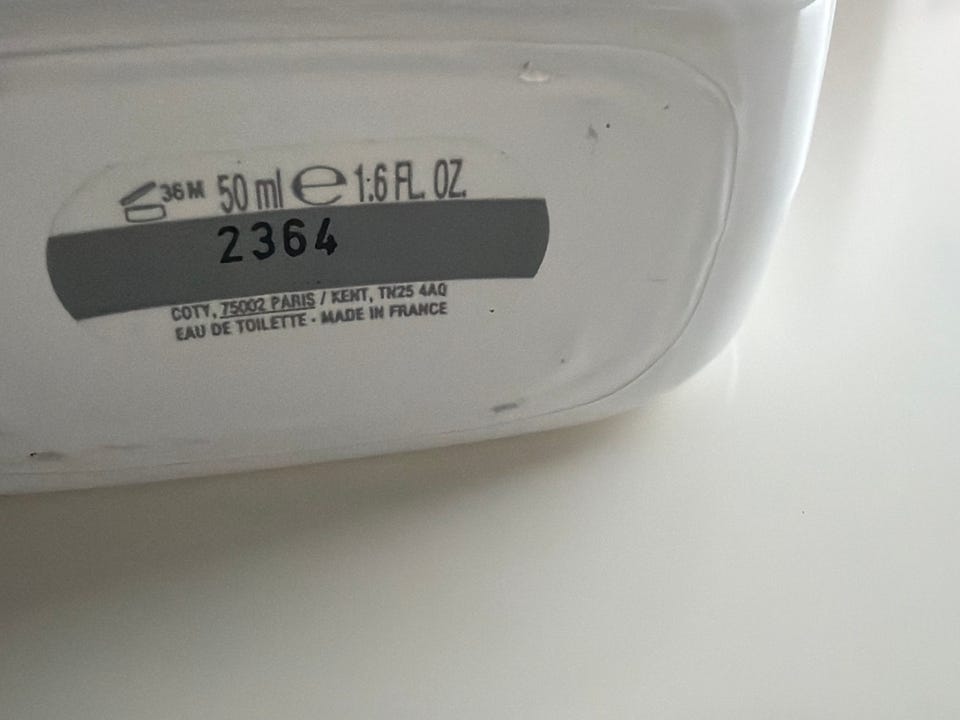 36M 50 ml e 1.6 FL. OZ.
2364
COTY, 75002 PARIS / KENT, TN25 4AQ
EAU DE TOILETTE · MADE IN FRANCE